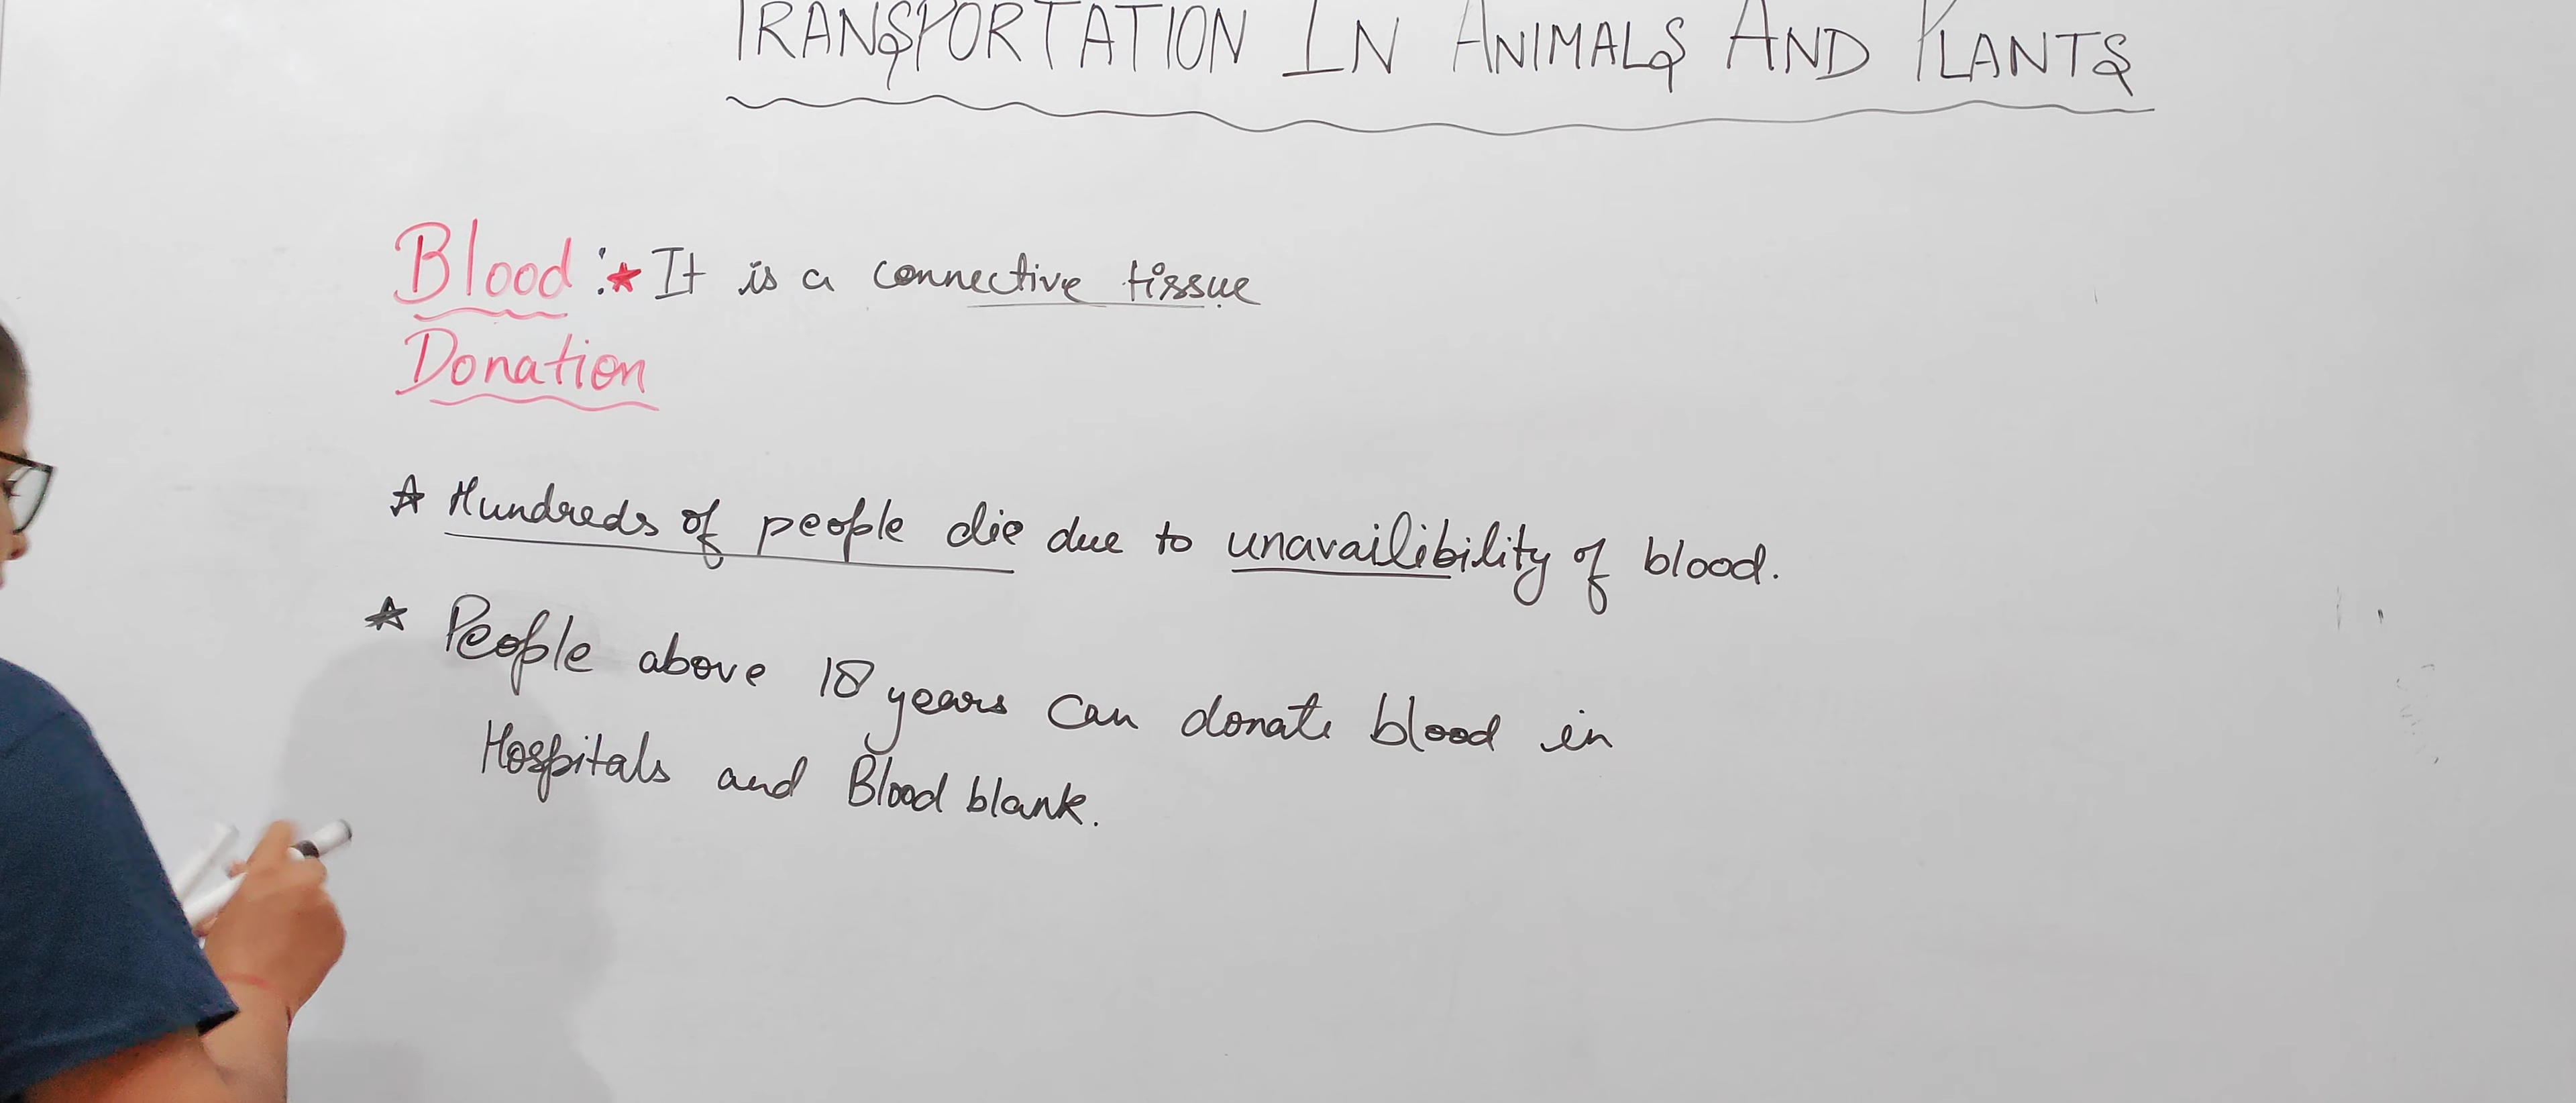 TRANSPORTATION IN ANIMALS AND PLANTS
Blood :★ It is a connective tissue
Donation
☆ Hundreds of people die due to unavailibility of blood.
☆ People above 18 years can donate blood in
Hospitals and Blood blank.